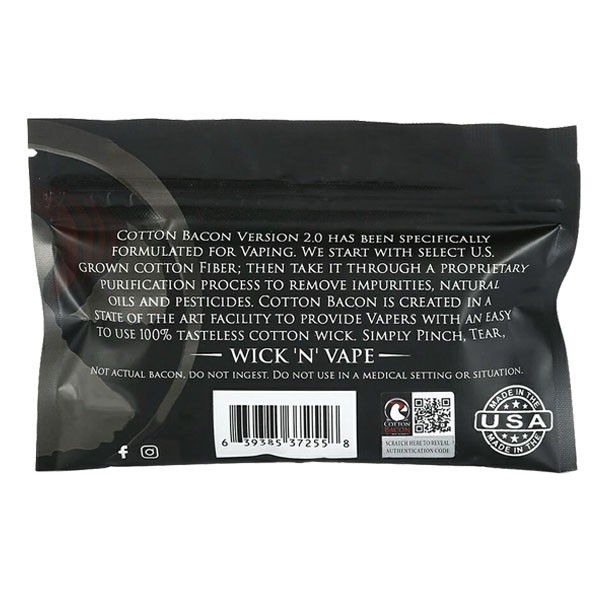 COTTON BACON VERSION 2.0 HAS BEEN SPECIFICALLY
FORMULATED FOR VAPING. WE START WITH SELECT U.S.
GROWN COTTON FIBER; THEN TAKE IT THROUGH A PROPRIETARY
PURIFICATION PROCESS TO REMOVE IMPURITIES, NATURAL
OILS AND PESTICIDES. COTTON BACON IS CREATED IN A
STATE OF THE ART FACILITY TO PROVIDE VAPERS WITH AN EASY
TO USE 100% TASTELESS COTTON WICK. SIMPLY PINCH, TEAR,
— WICK 'N' VAPE —
NOT ACTUAL BACON, DO NOT INGEST. DO NOT USE IN A MEDICAL SETTING OR SITUATION.
6 39385 37255 8
COTTON
BACON
SCRATCH HERE TO REVEAL
AUTHENTICATION CODE
MADE IN THE
USA
MADE IN THE